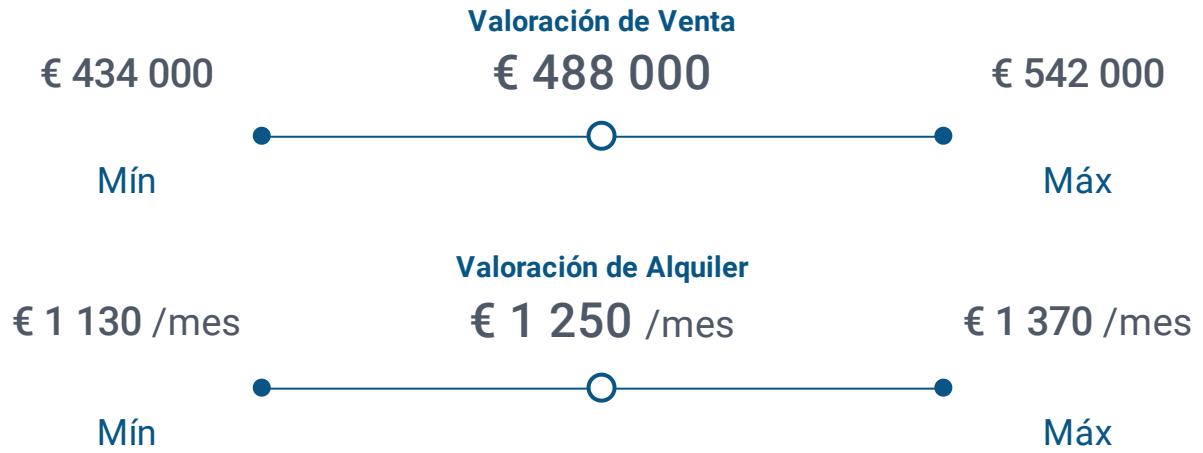 Valoración de Venta
€ 434 000 € 488 000 € 542 000
Mín Máx
Valoración de Alquiler
€ 1 130 /mes € 1 250 /mes € 1 370 /mes
Mín Máx